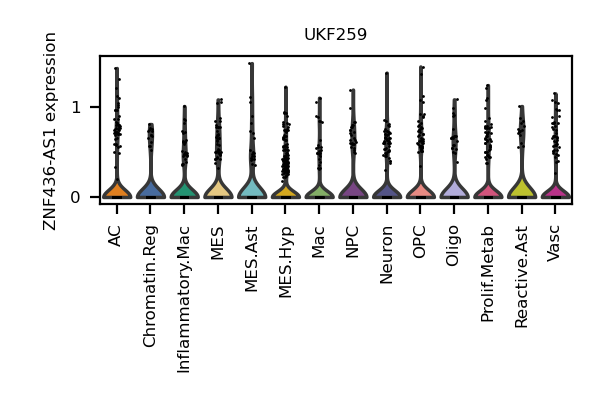 UKF259
ZNF436-AS1 expression
1
0
AC
Chromatin.Reg
Inflammatory.Mac
MES
MES.Ast
MES.Hyp
Mac
NPC
Neuron
OPC
Oligo
Prolif.Metab
Reactive.Ast
Vasc